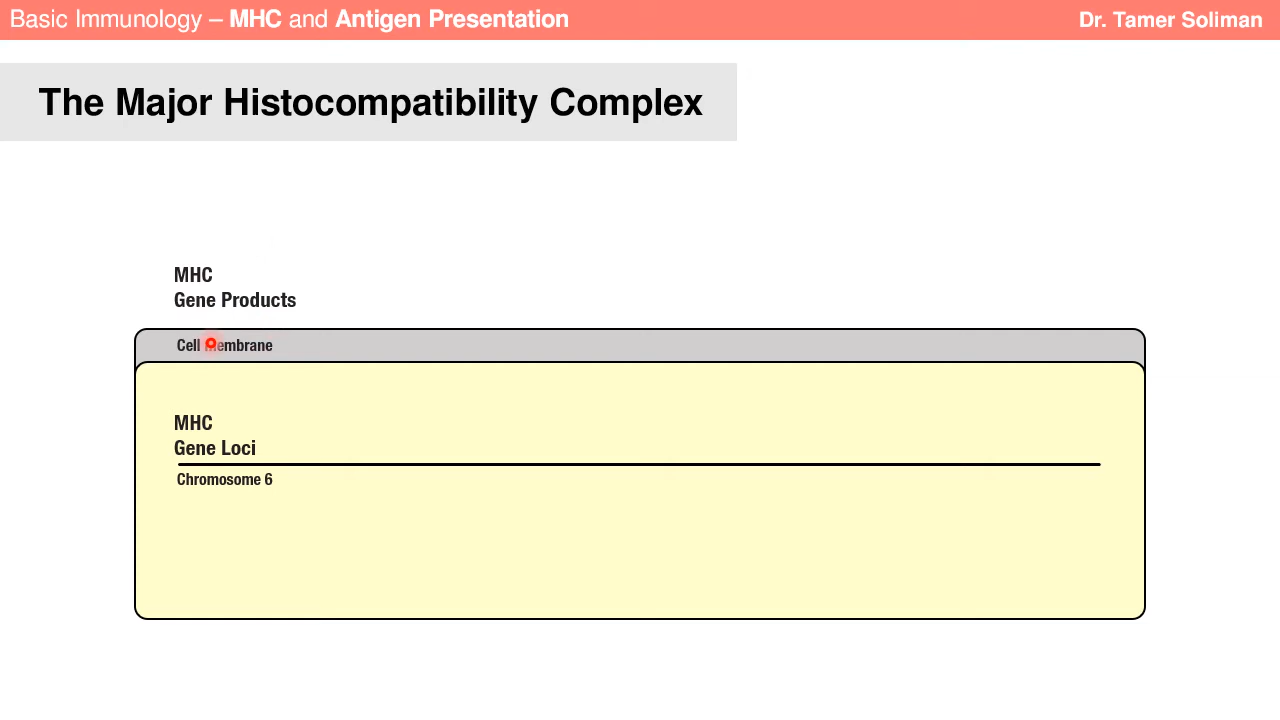 Basic Immunology – MHC and Antigen Presentation
Dr. Tamer Soliman
The Major Histocompatibility Complex
MHC
Gene Products
Cell membrane
MHC
Gene Loci
Chromosome 6